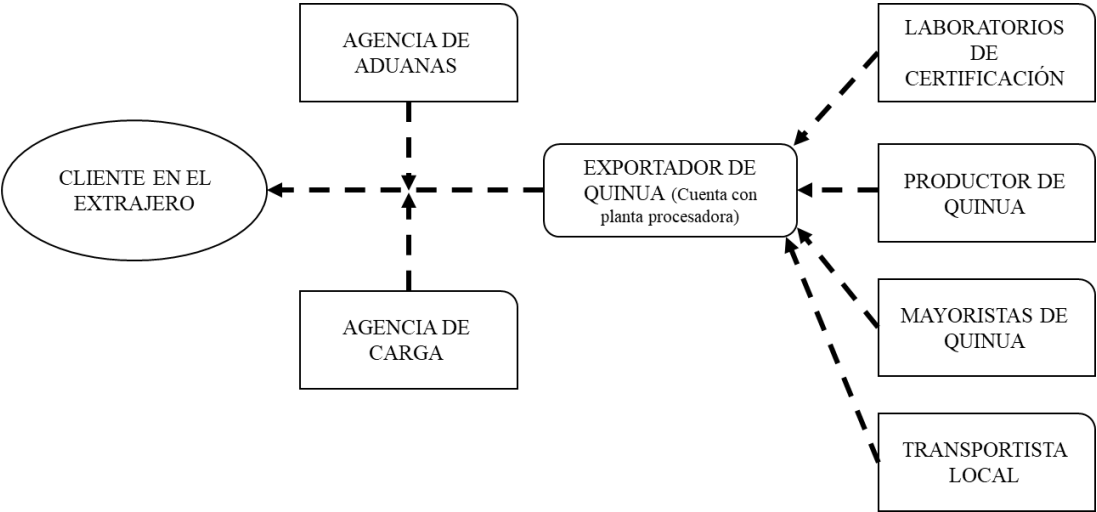 AGENCIA DE
ADUANAS
LABORATORIOS
DE
CERTIFICACIÓN
CLIENTE EN EL
EXTRAJERO
EXPORTADOR DE
QUINUA (Cuenta con
planta procesadora)
PRODUCTOR DE
QUINUA
AGENCIA DE
CARGA
MAYORISTAS DE
QUINUA
TRANSPORTISTA
LOCAL